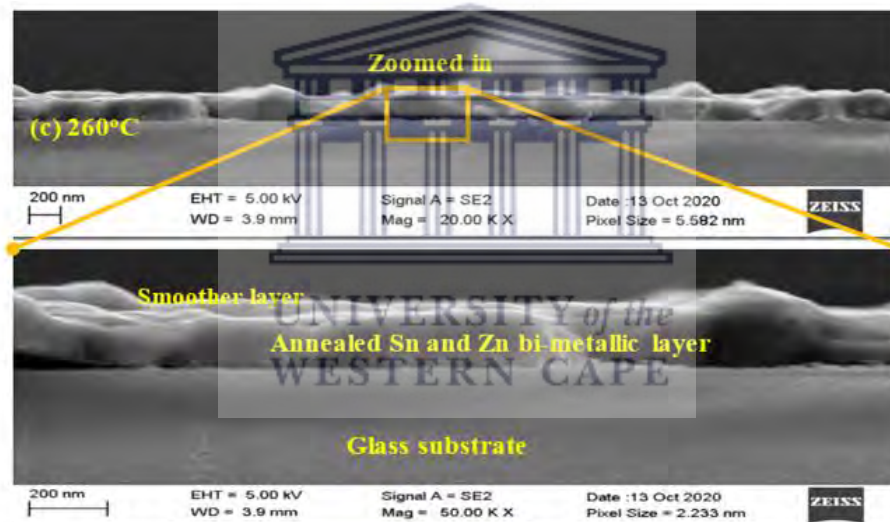 Zoomed in
(c) 260°C
200 nm EHT = 5.00 kV Signal A = SE2 Date :13 Oct 2020 ZEISS
WD = 3.9 mm Mag = 20.00 K X Pixel Size = 5.582 nm
Smoother layer
UNIVERSITY of the
Annealed Sn and Zn bi-metallic layer
WESTERN CAPE
Glass substrate
200 nm EHT = 5.00 kV Signal A = SE2 Date :13 Oct 2020 ZEISS
WD = 3.9 mm Mag = 50.00 K X Pixel Size = 2.233 nm